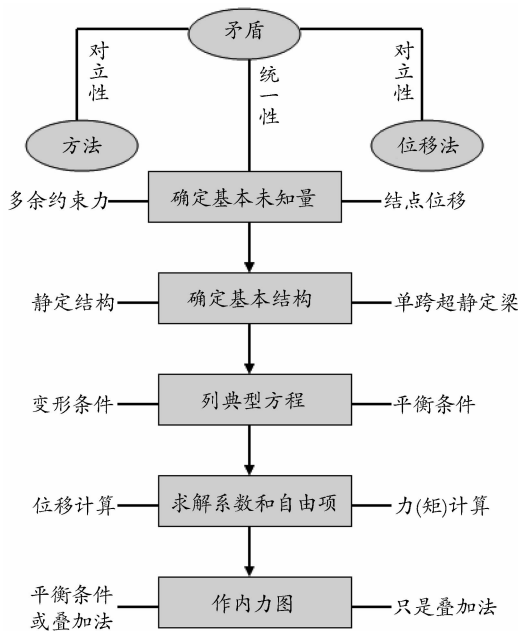 矛盾
对立性
统一性
对立性
方法
位移法
多余约束力
确定基本未知量
结点位移
静定结构
确定基本结构
单跨超静定梁
变形条件
列典型方程
平衡条件
位移计算
求解系数和自由项
力(矩)计算
平衡条件
或叠加法
作内力图
只是叠加法